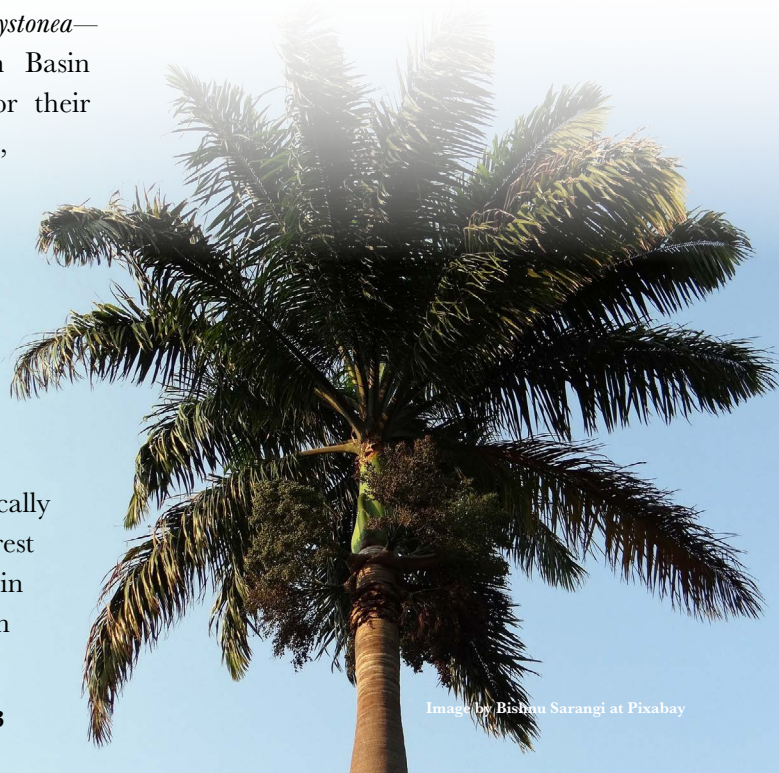 ystonea—
Basin
or their
,
cally
rest
in
Image by Bishnu Sarangi at Pixabay